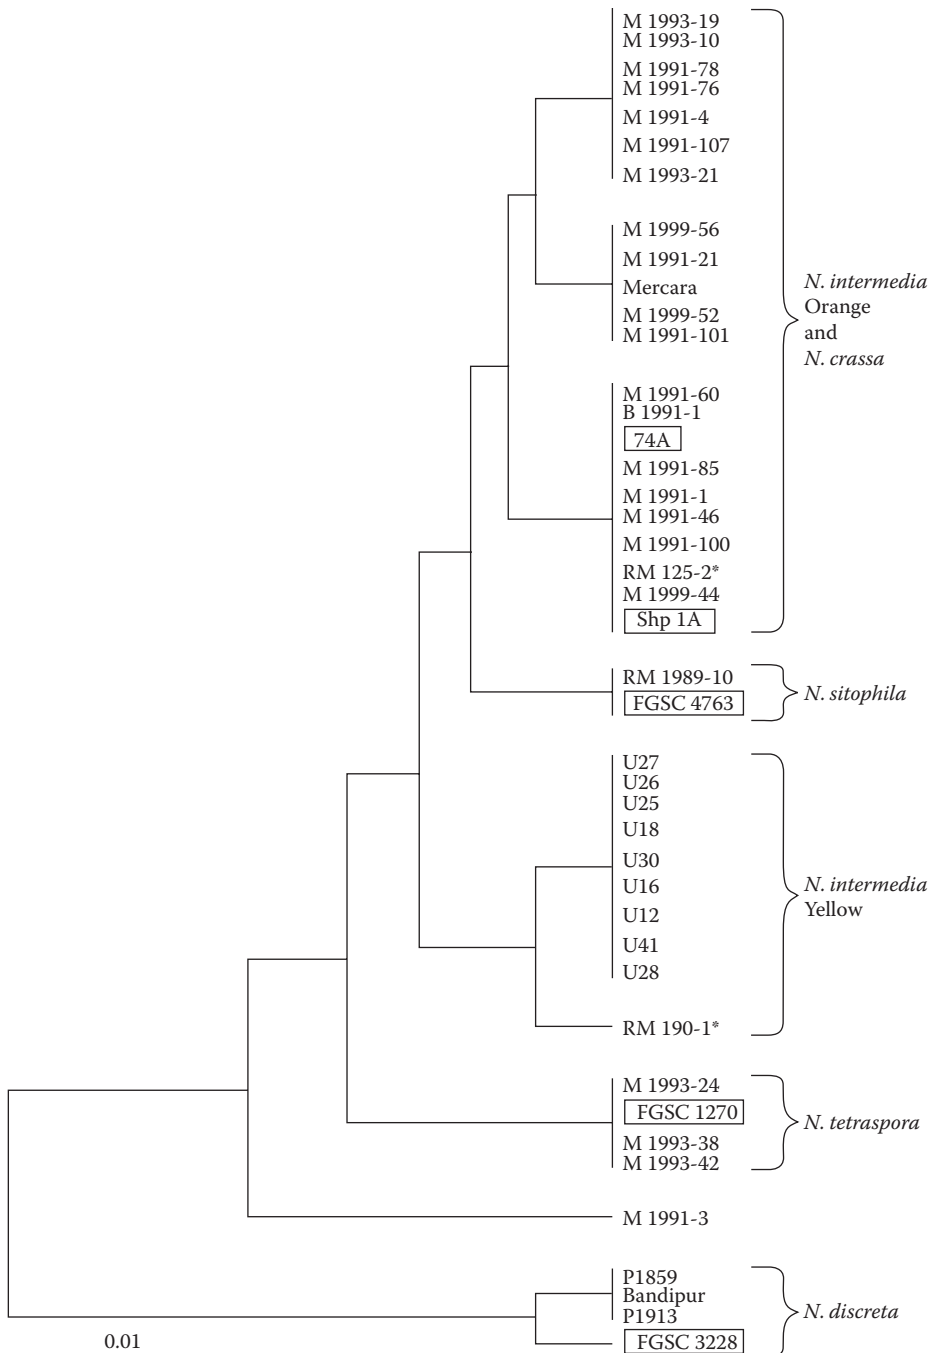 M 1993-19
M 1993-10
M 1991-78
M 1991-76
M 1991-4
M 1991-107
M 1993-21
M 1999-56
M 1991-21
Mercara
M 1999-52
M 1991-101
N. intermedia
Orange
and
N. crassa
M 1991-60
B 1991-1
74A
M 1991-85
M 1991-1
M 1991-46
M 1991-100
RM 125-2*
M 1999-44
Shp 1A
RM 1989-10
FGSC 4763
N. sitophila
U27
U26
U25
U18
U30
U16
U12
U41
U28
RM 190-1*
N. intermedia
Yellow
M 1993-24
FGSC 1270
M 1993-38
M 1993-42
N. tetraspora
M 1991-3
P1859
Bandipur
P1913
FGSC 3228
N. discreta
0.01